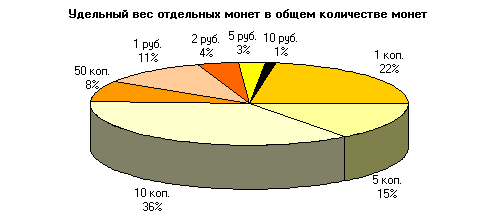 Удельный вес отдельных монет в общем количестве монет
1 коп.
22%
5 коп.
15%
10 коп.
36%
50 коп.
8%
1 руб.
11%
2 руб.
4%
5 руб.
3%
10 руб.
1%